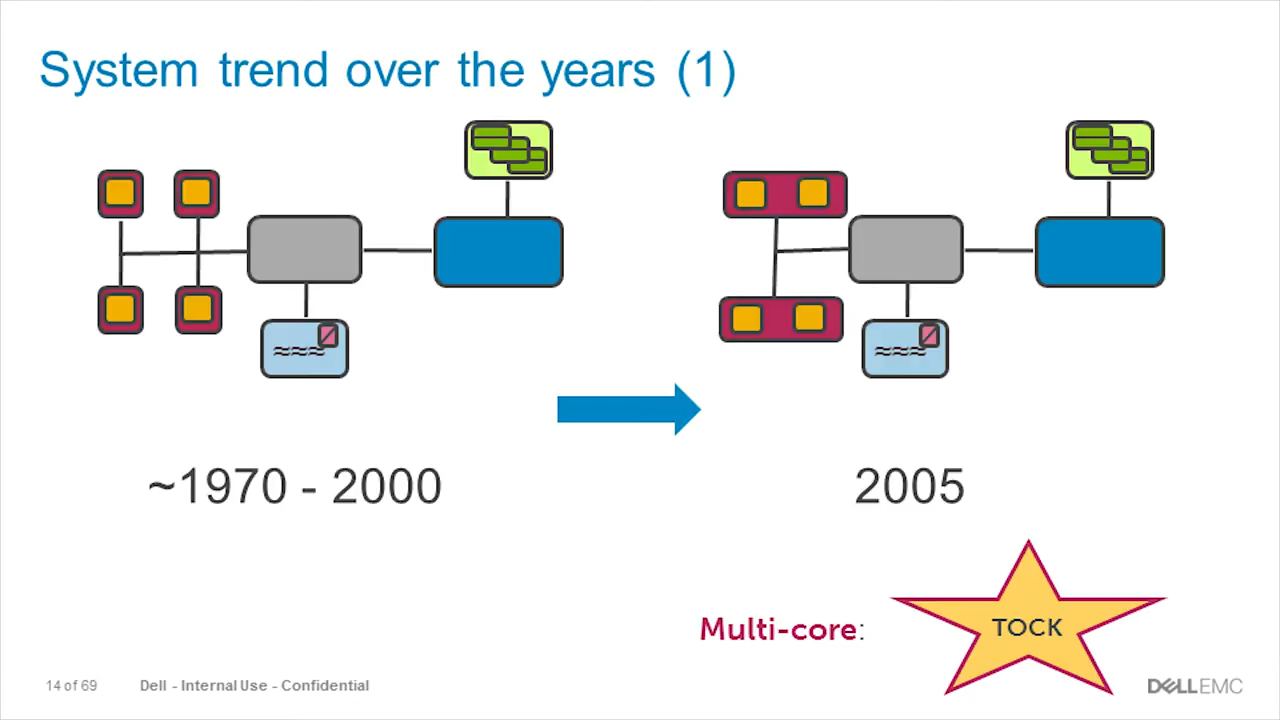 System trend over the years (1)
~1970 - 2000
2005
Multi-core:
TOCK
14 of 69
Dell - Internal Use - Confidential
DELLEMC